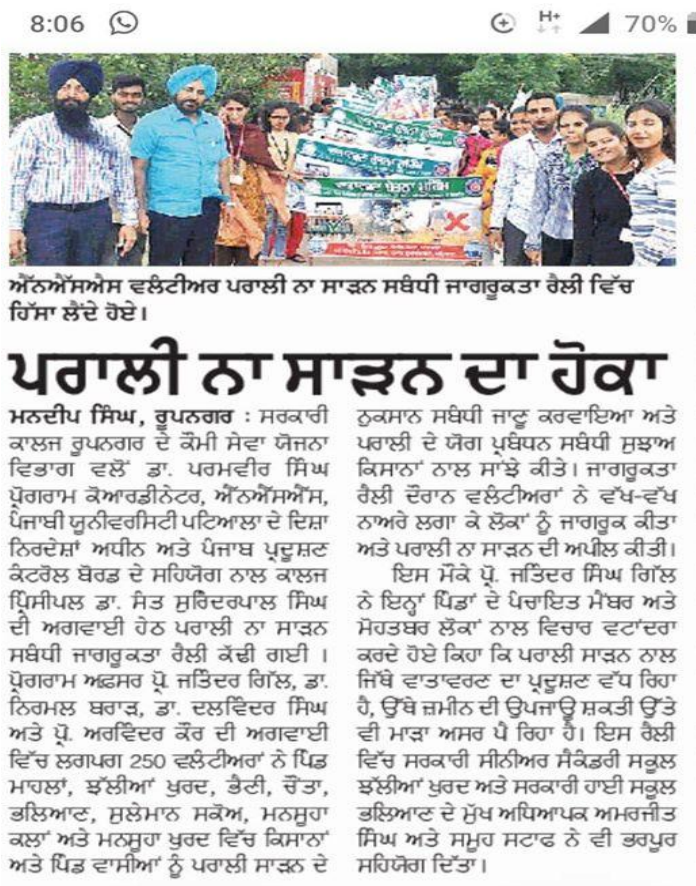 8:06 H+ 70%
ਵਾਤਾਵਰਣ ਚੇਤਨਾ ਮੁਹਿੰਮ
ਐੱਨਐੱਸਐਸ ਵਲੰਟੀਅਰ ਪਰਾਲੀ ਨਾ ਸਾੜਨ ਸਬੰਧੀ ਜਾਗਰੂਕਤਾ ਰੈਲੀ ਵਿੱਚ
ਹਿੱਸਾ ਲੈਂਦੇ ਹੋਏ।
ਪਰਾਲੀ ਨਾ ਸਾੜਨ ਦਾ ਹੋਕਾ
ਮਨਦੀਪ ਸਿੰਘ, ਰੂਪਨਗਰ : ਸਰਕਾਰੀ
ਕਾਲਜ ਰੂਪਨਗਰ ਦੇ ਕੌਮੀ ਸੇਵਾ ਯੋਜਨਾ
ਵਿਭਾਗ ਵਲੋਂ ਡਾ. ਪਰਮਵੀਰ ਸਿੰਘ
ਪ੍ਰੋਗਰਾਮ ਕੋਆਰਡੀਨੇਟਰ, ਐੱਨਐੱਸਐੱਸ,
ਪੰਜਾਬੀ ਯੂਨੀਵਰਸਿਟੀ ਪਟਿਆਲਾ ਦੇ ਦਿਸ਼ਾ
ਨਿਰਦੇਸ਼ਾਂ ਅਧੀਨ ਅਤੇ ਪੰਜਾਬ ਪ੍ਰਦੂਸ਼ਣ
ਕੰਟਰੋਲ ਬੋਰਡ ਦੇ ਸਹਿਯੋਗ ਨਾਲ ਕਾਲਜ
ਪ੍ਰਿੰਸੀਪਲ ਡਾ. ਸੰਤ ਸੁਰਿੰਦਰਪਾਲ ਸਿੰਘ
ਦੀ ਅਗਵਾਈ ਹੇਠ ਪਰਾਲੀ ਨਾ ਸਾੜਨ
ਸਬੰਧੀ ਜਾਗਰੂਕਤਾ ਰੈਲੀ ਕੱਢੀ ਗਈ ।
ਪ੍ਰੋਗਰਾਮ ਅਫ਼ਸਰ ਪ੍ਰੋ. ਜਤਿੰਦਰ ਗਿੱਲ, ਡਾ.
ਨਿਰਮਲ ਬਰਾੜ, ਡਾ. ਦਲਵਿੰਦਰ ਸਿੰਘ
ਅਤੇ ਪ੍ਰੋ. ਅਰਵਿੰਦਰ ਕੌਰ ਦੀ ਅਗਵਾਈ
ਵਿੱਚ ਲਗਪਗ 250 ਵਲੰਟੀਅਰਾਂ ਨੇ ਪਿੰਡ
ਮਾਹਲਾਂ, ਝੱਲੀਆਂ ਖੁਰਦ, ਭੈਣੀ, ਚੌਂਤਾ,
ਭਲਿਆਣ, ਸੁਲੇਮਾਨ ਸਕੋਅ, ਮਨਸੂਹਾ
ਕਲਾਂ ਅਤੇ ਮਨਸੂਹਾ ਖੁਰਦ ਵਿੱਚ ਕਿਸਾਨਾਂ
ਅਤੇ ਪਿੰਡ ਵਾਸੀਆਂ ਨੂੰ ਪਰਾਲੀ ਸਾੜਨ ਦੇ
ਨੁਕਸਾਨ ਸਬੰਧੀ ਜਾਣੂ ਕਰਵਾਇਆ ਅਤੇ
ਪਰਾਲੀ ਦੇ ਯੋਗ ਪ੍ਰਬੰਧਨ ਸਬੰਧੀ ਸੁਝਾਅ
ਕਿਸਾਨਾਂ ਨਾਲ ਸਾਂਝੇ ਕੀਤੇ। ਜਾਗਰੂਕਤਾ
ਰੈਲੀ ਦੌਰਾਨ ਵਲੰਟੀਅਰਾਂ ਨੇ ਵੱਖ-ਵੱਖ
ਨਾਅਰੇ ਲਗਾ ਕੇ ਲੋਕਾਂ ਨੂੰ ਜਾਗਰੂਕ ਕੀਤਾ
ਅਤੇ ਪਰਾਲੀ ਨਾ ਸਾੜਨ ਦੀ ਅਪੀਲ ਕੀਤੀ।
ਇਸ ਮੌਕੇ ਪ੍ਰੋ. ਜਤਿੰਦਰ ਸਿੰਘ ਗਿੱਲ
ਨੇ ਇਨ੍ਹਾਂ ਪਿੰਡਾਂ ਦੇ ਪੰਚਾਇਤ ਮੈਂਬਰ ਅਤੇ
ਮੋਹਤਬਰ ਲੋਕਾਂ ਨਾਲ ਵਿਚਾਰ ਵਟਾਂਦਰਾ
ਕਰਦੇ ਹੋਏ ਕਿਹਾ ਕਿ ਪਰਾਲੀ ਸਾੜਨ ਨਾਲ
ਜਿੱਥੇ ਵਾਤਾਵਰਣ ਦਾ ਪ੍ਰਦੂਸ਼ਣ ਵੱਧ ਰਿਹਾ
ਹੈ, ਉੱਥੇ ਜ਼ਮੀਨ ਦੀ ਉਪਜਾਊ ਸ਼ਕਤੀ ਉੱਤੇ
ਵੀ ਮਾੜਾ ਅਸਰ ਪੈ ਰਿਹਾ ਹੈ। ਇਸ ਰੈਲੀ
ਵਿੱਚ ਸਰਕਾਰੀ ਸੀਨੀਅਰ ਸੈਕੰਡਰੀ ਸਕੂਲ
ਝੱਲੀਆਂ ਖੁਰਦ ਅਤੇ ਸਰਕਾਰੀ ਹਾਈ ਸਕੂਲ
ਭਲਿਆਣ ਦੇ ਮੁੱਖ ਅਧਿਆਪਕ ਅਮਰਜੀਤ
ਸਿੰਘ ਅਤੇ ਸਮੂਹ ਸਟਾਫ ਨੇ ਵੀ ਭਰਪੂਰ
ਸਹਿਯੋਗ ਦਿੱਤਾ।